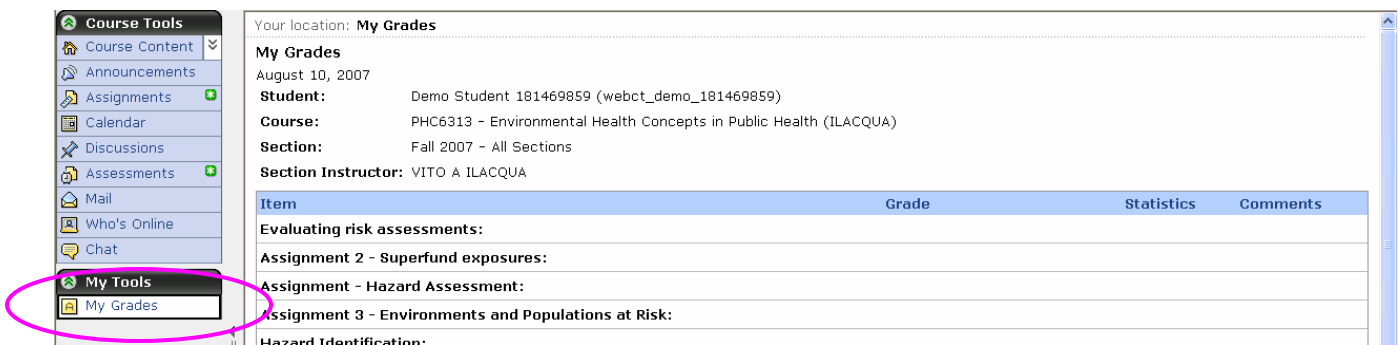 Course Tools
Course Content
Announcements
Assignments
Calendar
Discussions
Assessments
Mail
Who's Online
Chat
My Tools
My Grades
Your location: My Grades
My Grades
August 10, 2007
Student: Demo Student 181469859 (webct_demo_181469859)
Course: PHC6313 - Environmental Health Concepts in Public Health (ILACQUA)
Section: Fall 2007 - All Sections
Section Instructor: VITO A ILACQUA
Item Grade Statistics Comments
Evaluating risk assessments:
Assignment 2 - Superfund exposures:
Assignment - Hazard Assessment:
Assignment 3 - Environments and Populations at Risk:
Hazard Identification: